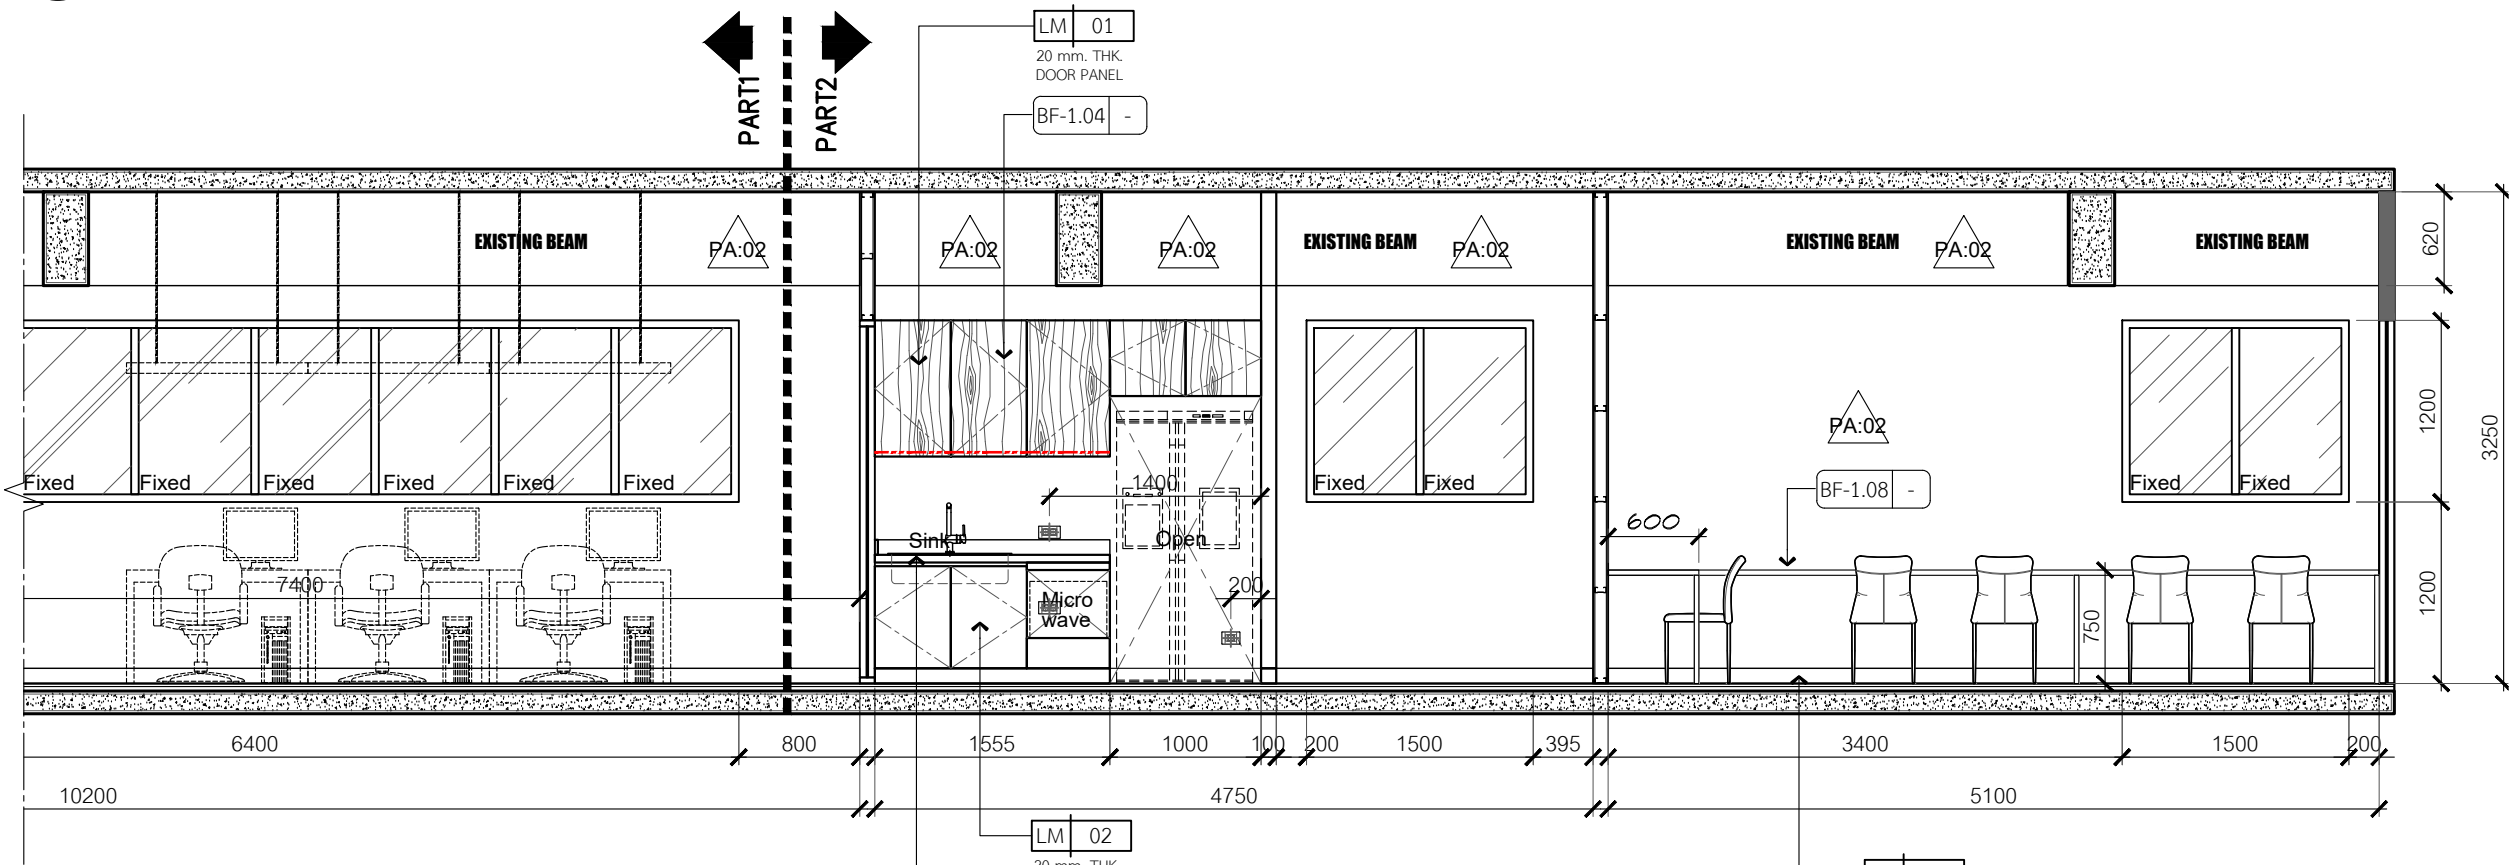 LM 01
20 mm. THK.
DOOR PANEL
PART1
PART2
BF-1.04 -
EXISTING BEAM
PA:02
PA:02
PA:02
EXISTING BEAM
PA:02
EXISTING BEAM
PA:02
EXISTING BEAM
620
1200
3250
PA:02
Fixed
Fixed
Fixed
Fixed
Fixed
Fixed
1400
Fixed
Fixed
BF-1.08 -
Fixed
Fixed
600
Sink
Open
7400
200
Micro
wave
750
1200
6400
800
1555
1000
100
200
1500
395
3400
1500
200
10200
4750
5100
LM 02